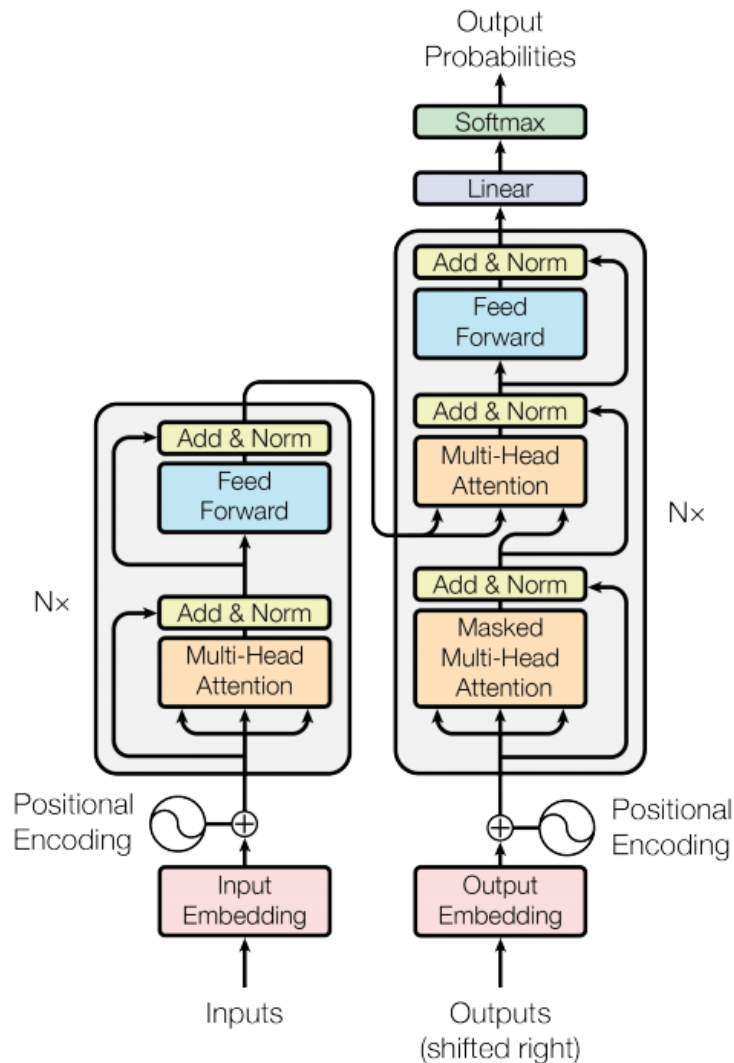 Output
Probabilities
Softmax
Linear
Add & Norm
Feed
Forward
Add & Norm
Multi-Head
Attention
Nx
Add & Norm
Masked
Multi-Head
Attention
Add & Norm
Feed
Forward
Nx
Add & Norm
Multi-Head
Attention
Positional
Encoding
Positional
Encoding
Input
Embedding
Output
Embedding
Inputs
Outputs
(shifted right)